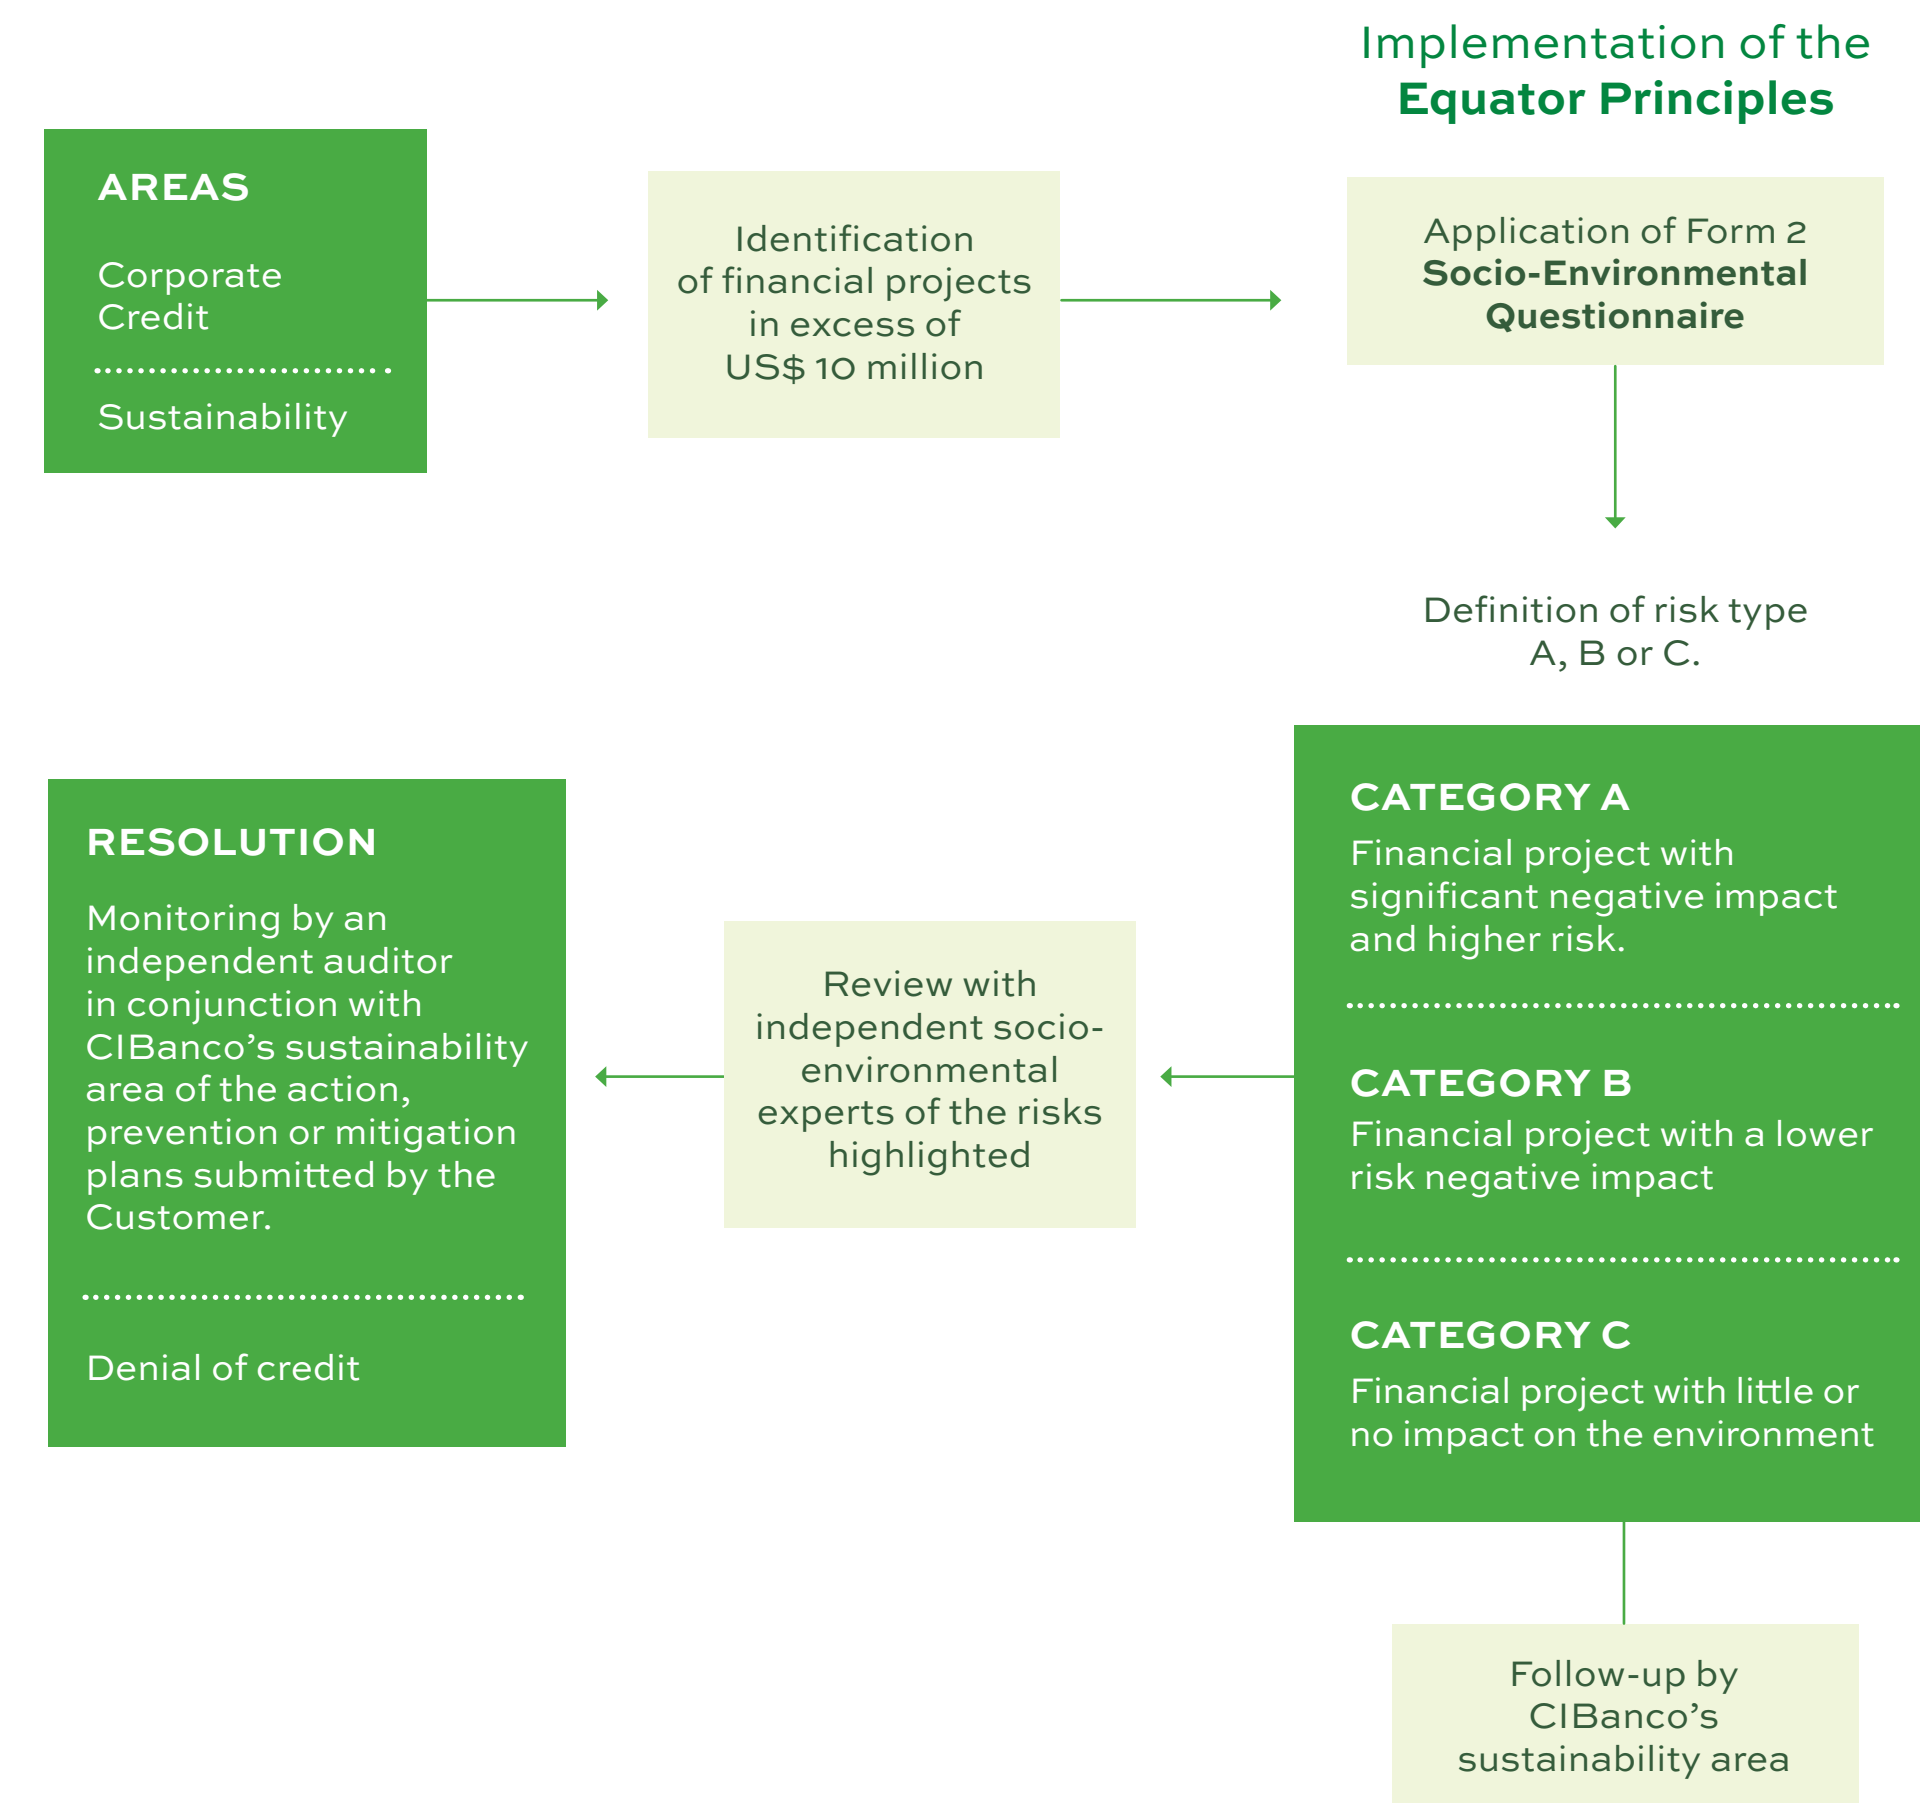 Implementation of the
Equator Principles
AREAS
Corporate
Credit
Sustainability
Identification
of financial projects
in excess of
US$ 10 million
Application of Form 2
Socio-Environmental
Questionnaire
Definition of risk type
A, B or C.
CATEGORY A
Financial project with
significant negative impact
and higher risk.
CATEGORY B
Financial project with a lower
risk negative impact
CATEGORY C
Financial project with little or
no impact on the environment
Follow-up by
CIBanco’s
sustainability area
Review with
independent socio-
environmental
experts of the risks
highlighted
RESOLUTION
Monitoring by an
independent auditor
in conjunction with
CIBanco’s sustainability
area of the action,
prevention or mitigation
plans submitted by the
Customer.
Denial of credit